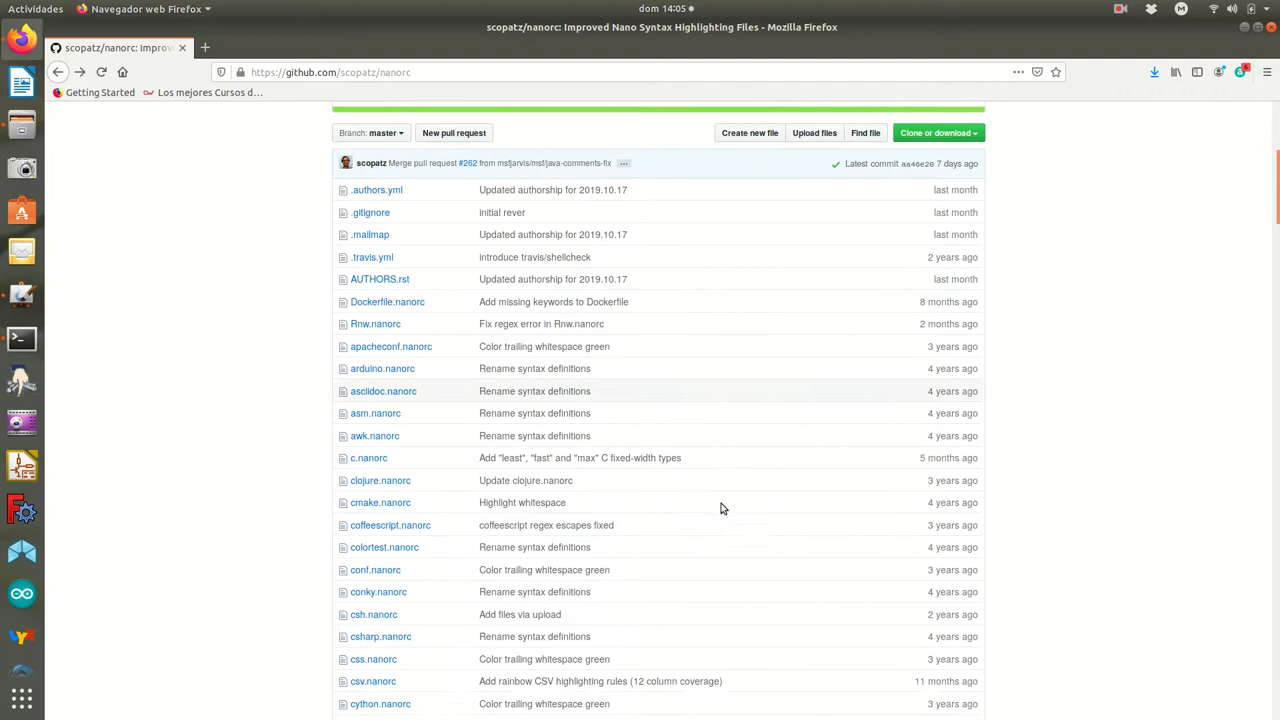 Actividades Navegador web Firefox dom 14:05
scopatz/nanorc: Improved Nano Syntax Highlighting Files - Mozilla Firefox
scopatz/nanorc: Improv
https://github.com/scopatz/nanorc
Getting Started Los mejores Cursos d...
Branch: master New pull request Create new file Upload files Find file Clone or download
scopatz Merge pull request #262 from msfjarvis/msf/java-comments-fix ... Latest commit aa46e20 7 days ago
.authors.yml Updated authorship for 2019.10.17 last month
.gitignore initial rever last month
.mailmap Updated authorship for 2019.10.17 last month
.travis.yml introduce travis/shellcheck 2 years ago
AUTHORS.rst Updated authorship for 2019.10.17 last month
Dockerfile.nanorc Add missing keywords to Dockerfile 8 months ago
Rnw.nanorc Fix regex error in Rnw.nanorc 2 months ago
apacheconf.nanorc Color trailing whitespace green 3 years ago
arduino.nanorc Rename syntax definitions 4 years ago
asciidoc.nanorc Rename syntax definitions 4 years ago
asm.nanorc Rename syntax definitions 4 years ago
awk.nanorc Rename syntax definitions 4 years ago
c.nanorc Add "least", "fast" and "max" C fixed-width types 5 months ago
clojure.nanorc Update clojure.nanorc 3 years ago
cmake.nanorc Highlight whitespace 4 years ago
coffeescript.nanorc coffeescript regex escapes fixed 3 years ago
colortest.nanorc Rename syntax definitions 4 years ago
conf.nanorc Color trailing whitespace green 3 years ago
conky.nanorc Rename syntax definitions 4 years ago
csh.nanorc Add files via upload 2 years ago
csharp.nanorc Rename syntax definitions 4 years ago
css.nanorc Color trailing whitespace green 3 years ago
csv.nanorc Add rainbow CSV highlighting rules (12 column coverage) 11 months ago
cython.nanorc Color trailing whitespace green 3 years ago